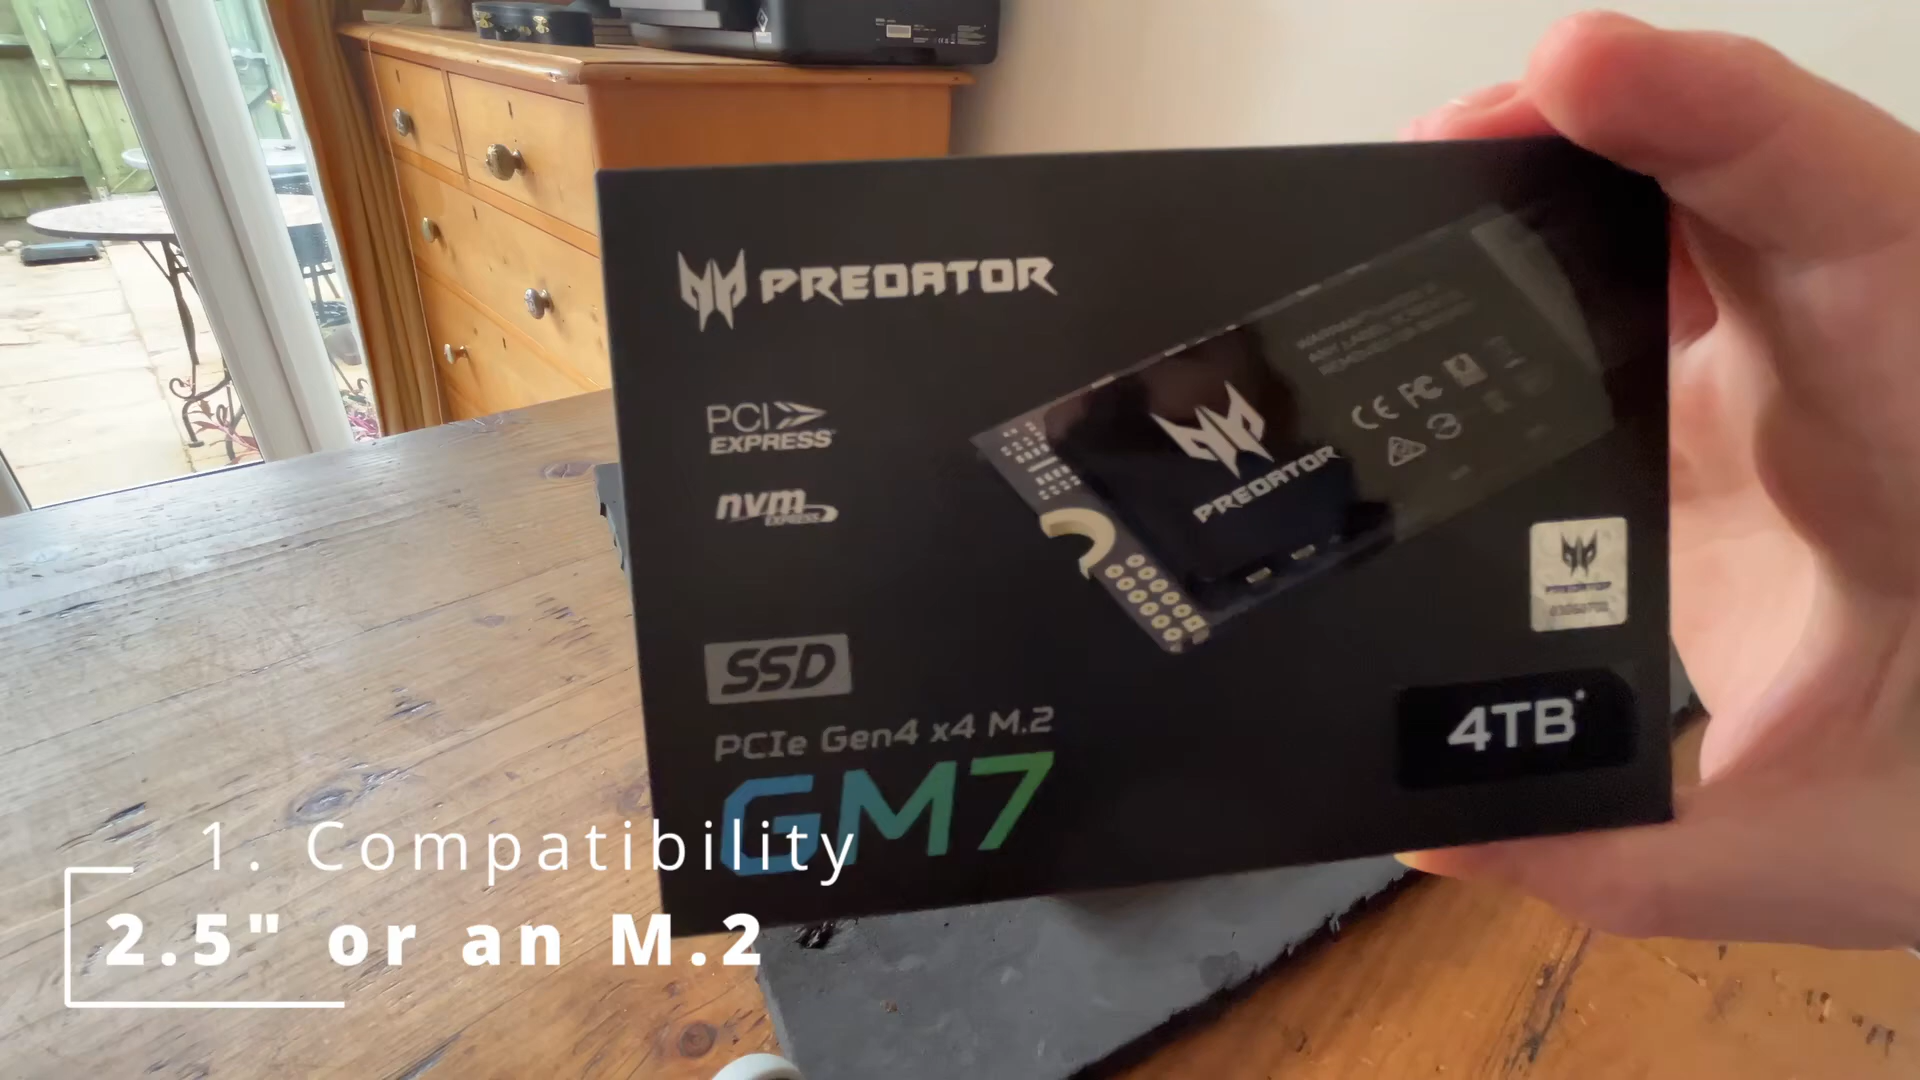 PREDATOR
PCI
EXPRESS
nvm
EXPRESS
SSD
PCIe Gen4 x4 M.2
GM7
PREDATOR
CE FC
PREDATOR
4TB*
1. Compatibility
2.5" or an M.2